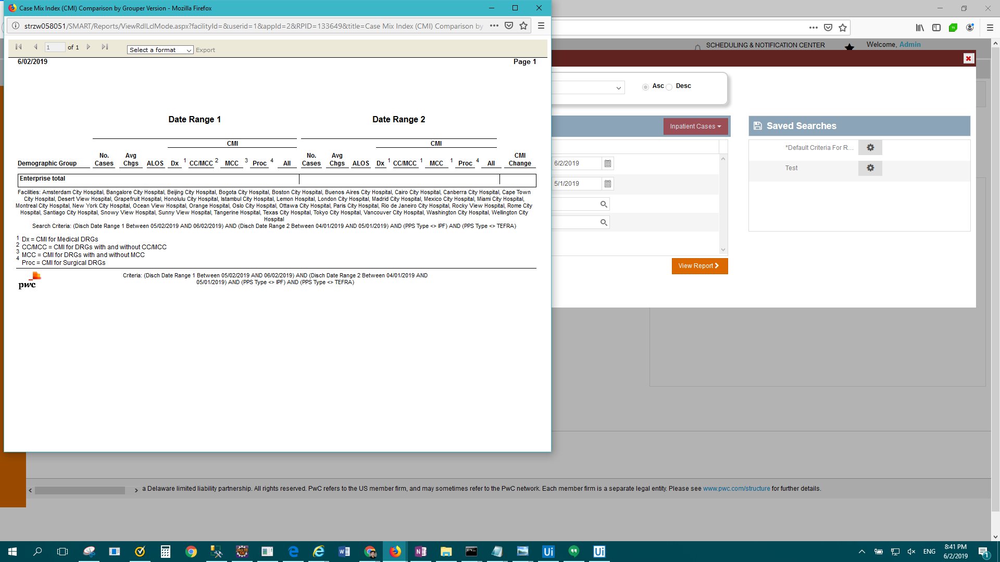 Case Mix Index (CMI) Comparison by Grouper Version - Mozilla Firefox
strzw058051/SMART/Reports/ViewRdlLclMode.aspx?facilityId=&userid=1&appId=2&RPID=133649&title=Case Mix Index (CMI) Comparison by
1 of 1 Select a format Export
6/02/2019 Page 1
Date Range 1 Date Range 2
CMI CMI
No. Avg No. Avg CMI
Demographic Group Cases Chgs ALOS Dx 1 CC/MCC 2 MCC 3 Proc 4 All Cases Chgs ALOS Dx 1 CC/MCC 1 MCC 1 Proc 4 All Change
Enterprise total
Facilities: Amsterdam City Hospital, Bangalore City Hospital, Beijing City Hospital, Bogota City Hospital, Boston City Hospital, Buenos Aires City Hospital, Cairo City Hospital, Canberra City Hospital, Cape Town
City Hospital, Desert View Hospital, Grapefruit Hospital, Honolulu City Hospital, Istambul City Hospital, Lemon Hospital, London City Hospital, Madrid City Hospital, Mexico City Hospital, Miami City Hospital,
Montreal City Hospital, New York City Hospital, Ocean View Hospital, Orange Hospital, Oslo City Hospital, Ottawa City Hospital, Paris City Hospital, Rio de Janeiro City Hospital, Rocky View Hospital, Rome City
Hospital, Santiago City Hospital, Snowy View Hospital, Sunny View Hospital, Tangerine Hospital, Texas City Hospital, Tokyo City Hospital, Vancouver City Hospital, Washington City Hospital, Wellington City
Hospital
Search Criteria: (Disch Date Range 1 Between 05/02/2019 AND 06/02/2019) AND (Disch Date Range 2 Between 04/01/2019 AND 05/01/2019) AND (PPS Type <> IPF) AND (PPS Type <> TEFRA)
1 Dx = CMI for Medical DRGs
2 CC/MCC = CMI for DRGs with and without CC/MCC
3 MCC = CMI for DRGs with and without MCC
4 Proc = CMI for Surgical DRGs
pwc
Criteria: (Disch Date Range 1 Between 05/02/2019 AND 06/02/2019) AND (Disch Date Range 2 Between 04/01/2019 AND
05/01/2019) AND (PPS Type <> IPF) AND (PPS Type <> TEFRA)
SCHEDULING & NOTIFICATION CENTER
Welcome, Admin
Asc Desc
Inpatient Cases
6/2/2019
5/1/2019
View Report
Saved Searches
*Default Criteria For R...
Test
a Delaware limited liability partnership. All rights reserved. PwC refers to the US member firm, and may sometimes refer to the PwC network. Each member firm is a separate legal entity. Please see www.pwc.com/structure for further details.
ENG
8:41 PM
6/2/2019
1